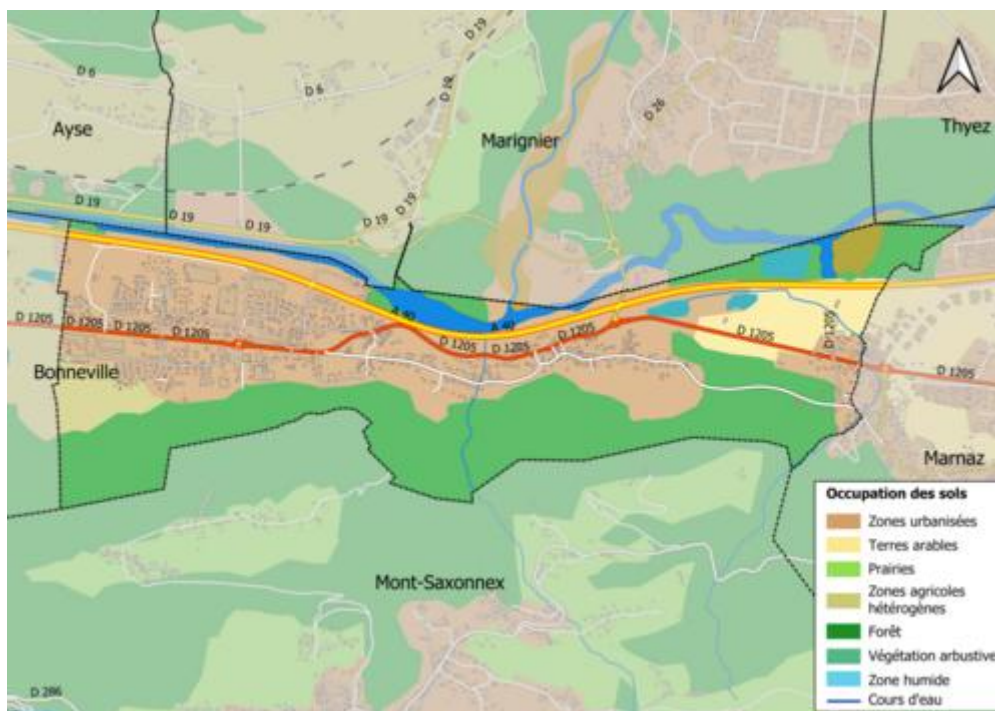 D 19
D 6
D 6
D 19
D 26
Ayse
Marignier
Thyez
D 19
D 19
D 19
D 19
D 19
A 40
A 40
D 1205
D 1205
D 1205
D 1205
D 1205
D 1205
D 1205
D 1205
D 1205
D 1205
Bonneville
Marnaz
Mont-Saxonnex
D 286
Occupation des sols
Zones urbanisées
Terres arables
Prairies
Zones agricoles
hétérogènes
Forêt
Végétation arbustive
Zone humide
Cours d'eau